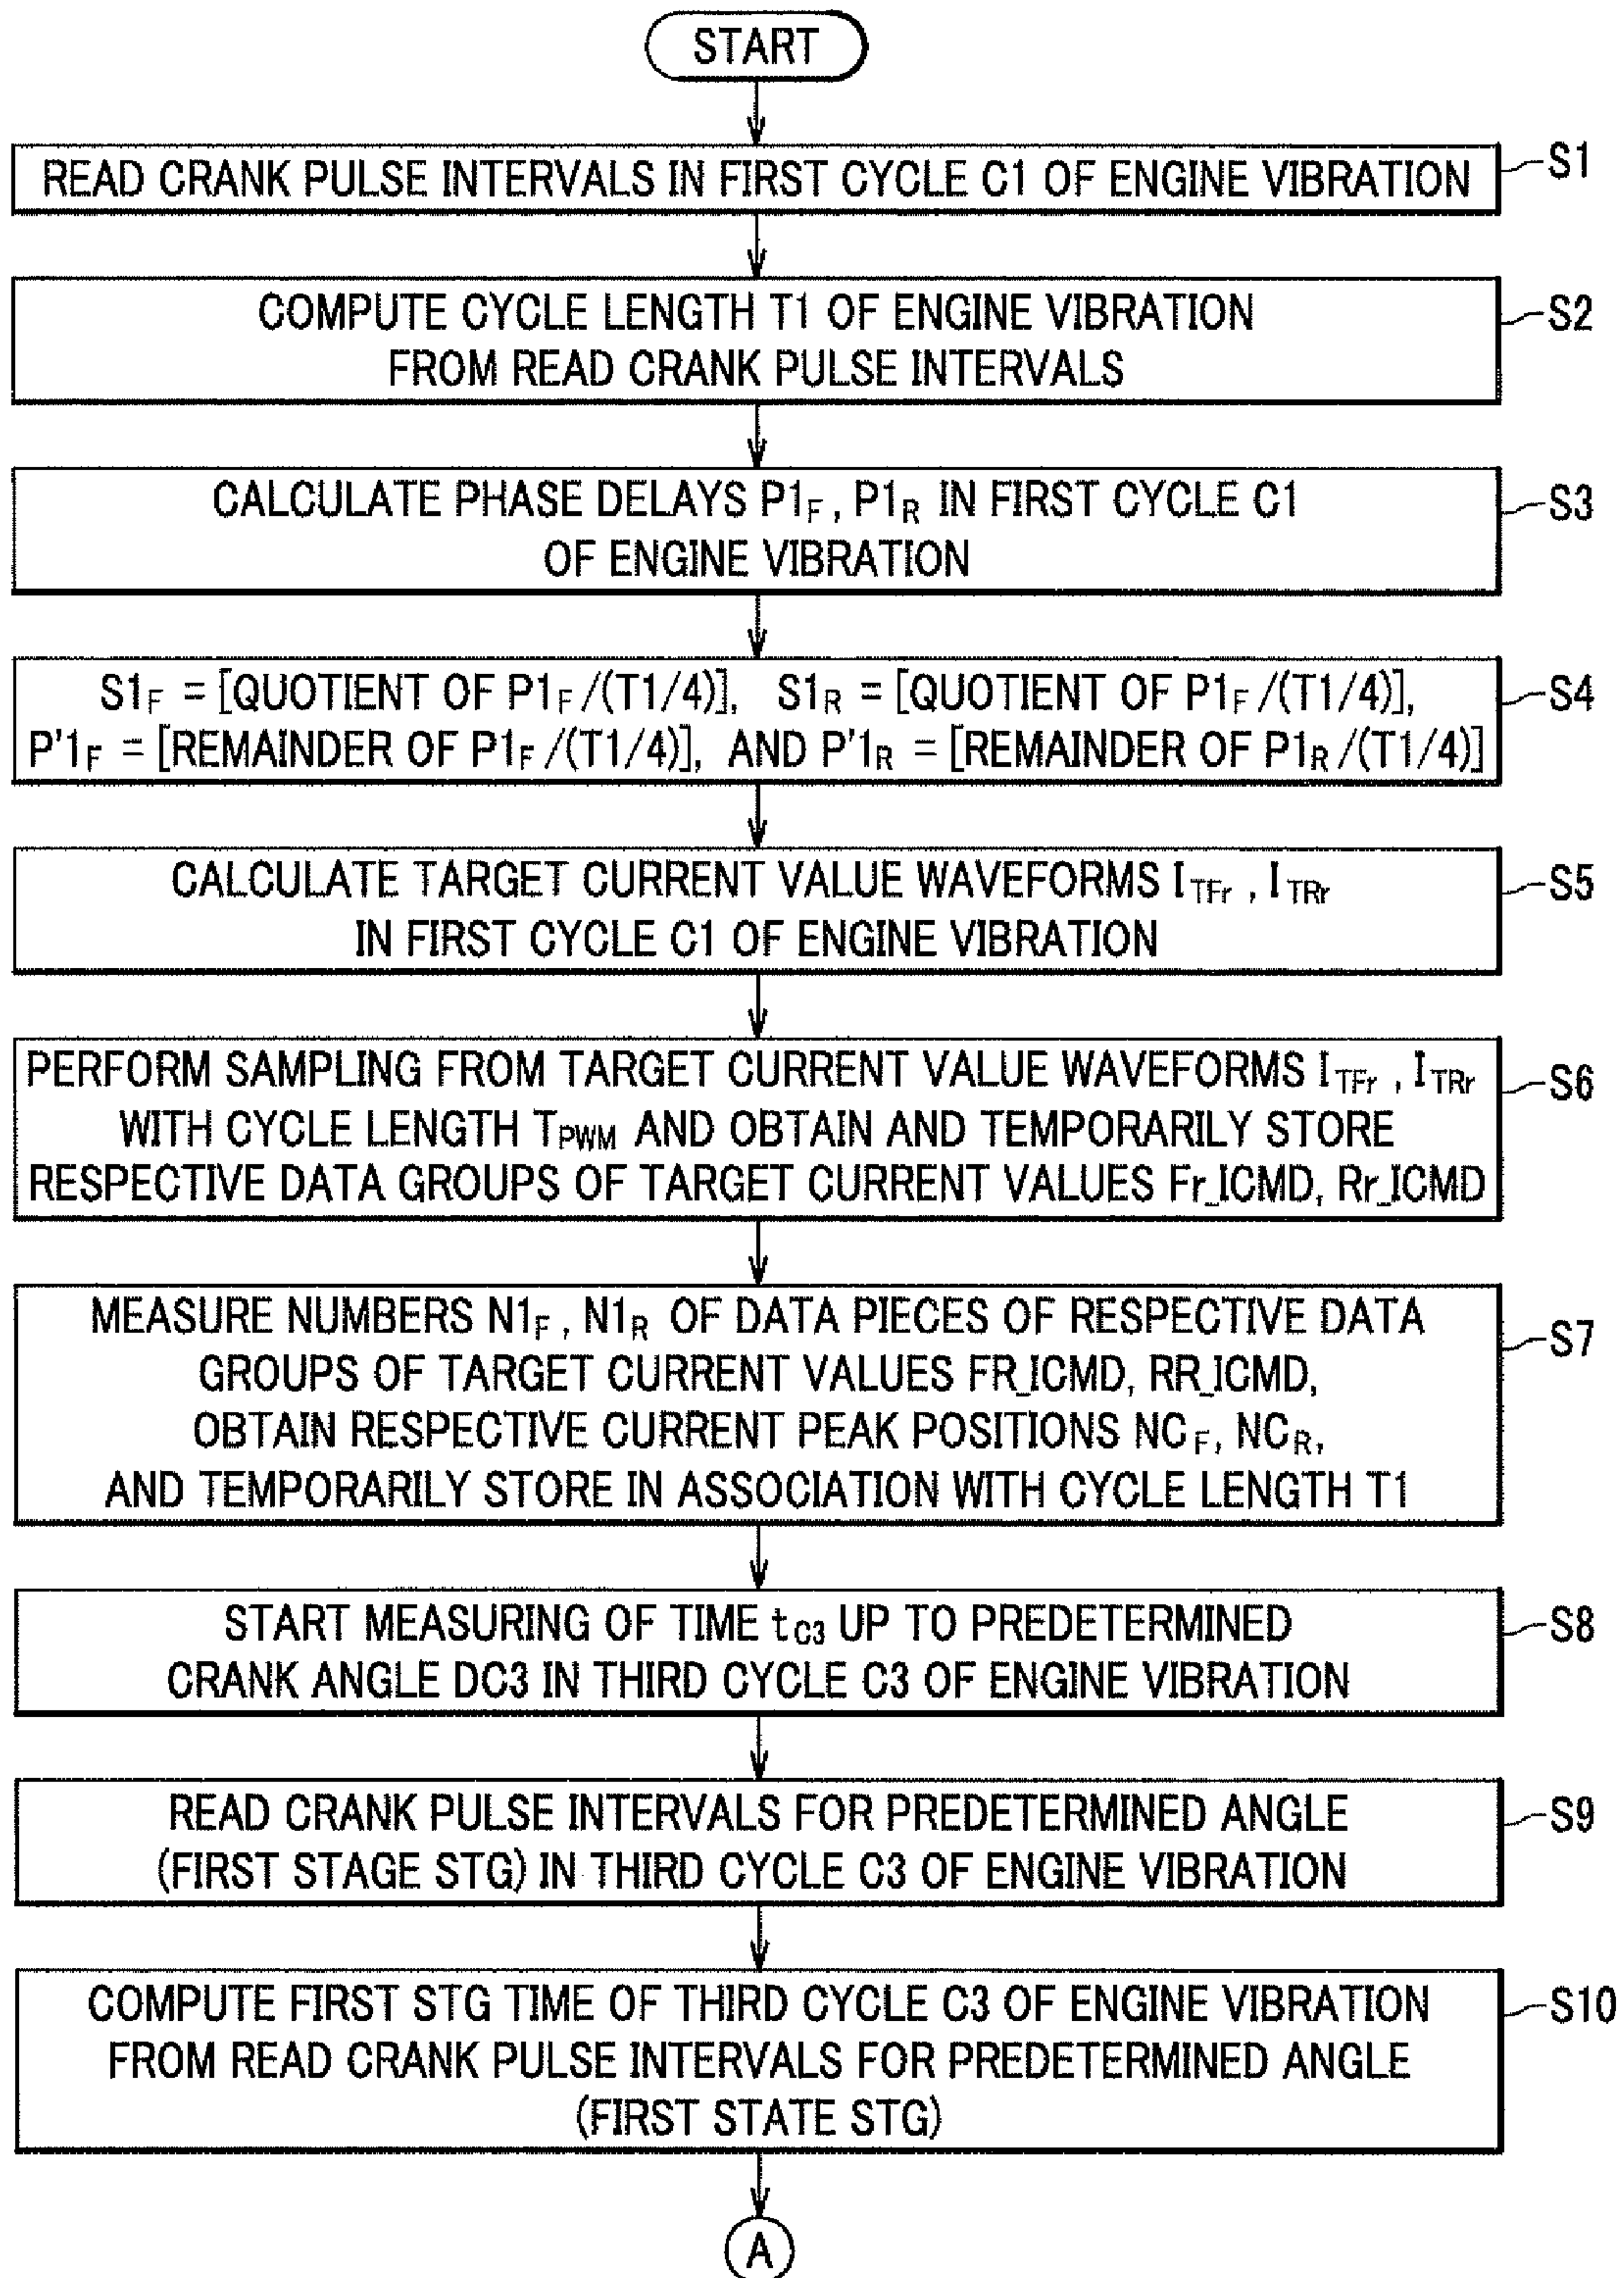 START
READ CRANK PULSE INTERVALS IN FIRST CYCLE C1 OF ENGINE VIBRATION
S1
COMPUTE CYCLE LENGTH T1 OF ENGINE VIBRATION
FROM READ CRANK PULSE INTERVALS
S2
CALCULATE PHASE DELAYS P1F, P1R IN FIRST CYCLE C1
OF ENGINE VIBRATION
S3
S1F = [QUOTIENT OF P1F/(T1/4)], S1R = [QUOTIENT OF P1F/(T1/4)],
P'1F = [REMAINDER OF P1F/(T1/4)], AND P'1R = [REMAINDER OF P1R/(T1/4)]
S4
CALCULATE TARGET CURRENT VALUE WAVEFORMS ITFr, ITRr
IN FIRST CYCLE C1 OF ENGINE VIBRATION
S5
PERFORM SAMPLING FROM TARGET CURRENT VALUE WAVEFORMS ITFr, ITRr
WITH CYCLE LENGTH TPWM AND OBTAIN AND TEMPORARILY STORE
RESPECTIVE DATA GROUPS OF TARGET CURRENT VALUES Fr_ICMD, Rr_ICMD
S6
MEASURE NUMBERS N1F, N1R OF DATA PIECES OF RESPECTIVE DATA
GROUPS OF TARGET CURRENT VALUES FR_ICMD, RR_ICMD,
OBTAIN RESPECTIVE CURRENT PEAK POSITIONS NCF, NCR,
AND TEMPORARILY STORE IN ASSOCIATION WITH CYCLE LENGTH T1
S7
START MEASURING OF TIME tC3 UP TO PREDETERMINED
CRANK ANGLE DC3 IN THIRD CYCLE C3 OF ENGINE VIBRATION
S8
READ CRANK PULSE INTERVALS FOR PREDETERMINED ANGLE
(FIRST STAGE STG) IN THIRD CYCLE C3 OF ENGINE VIBRATION
S9
COMPUTE FIRST STG TIME OF THIRD CYCLE C3 OF ENGINE VIBRATION
FROM READ CRANK PULSE INTERVALS FOR PREDETERMINED ANGLE
(FIRST STATE STG)
S10
A